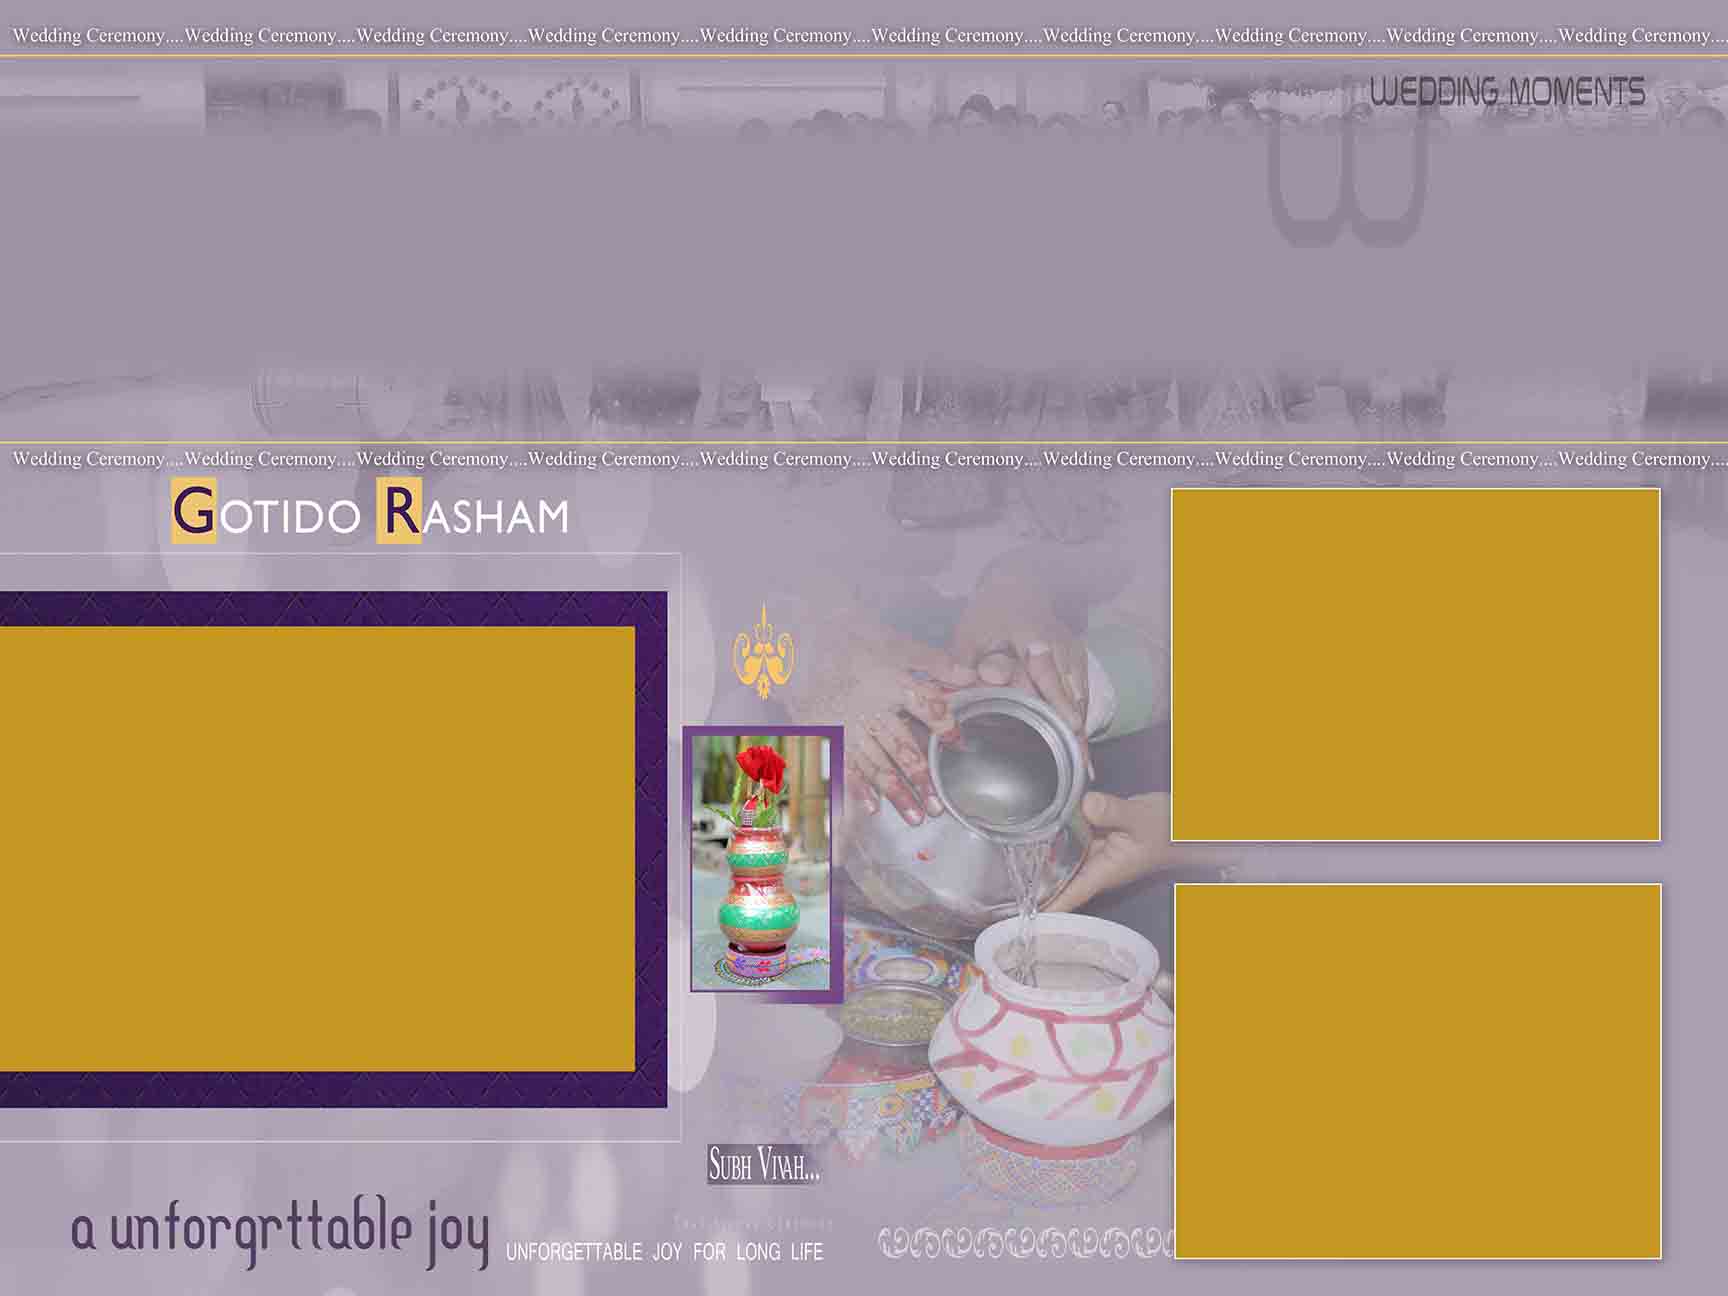 Wedding Ceremony....Wedding Ceremony....Wedding Ceremony....Wedding Ceremony....Wedding Ceremony....Wedding Ceremony....Wedding Ceremony....Wedding Ceremony....Wedding Ceremony....Wedding Ceremony....
WEDDING MOMENTS
W
Wedding Ceremony....Wedding Ceremony....Wedding Ceremony....Wedding Ceremony....Wedding Ceremony....Wedding Ceremony....Wedding Ceremony....Wedding Ceremony....Wedding Ceremony....Wedding Ceremony....
GOTIDO RASHAM
SUBH VIVAH...
a unforgrttable joy
UNFORGETTABLE JOY FOR LONG LIFE